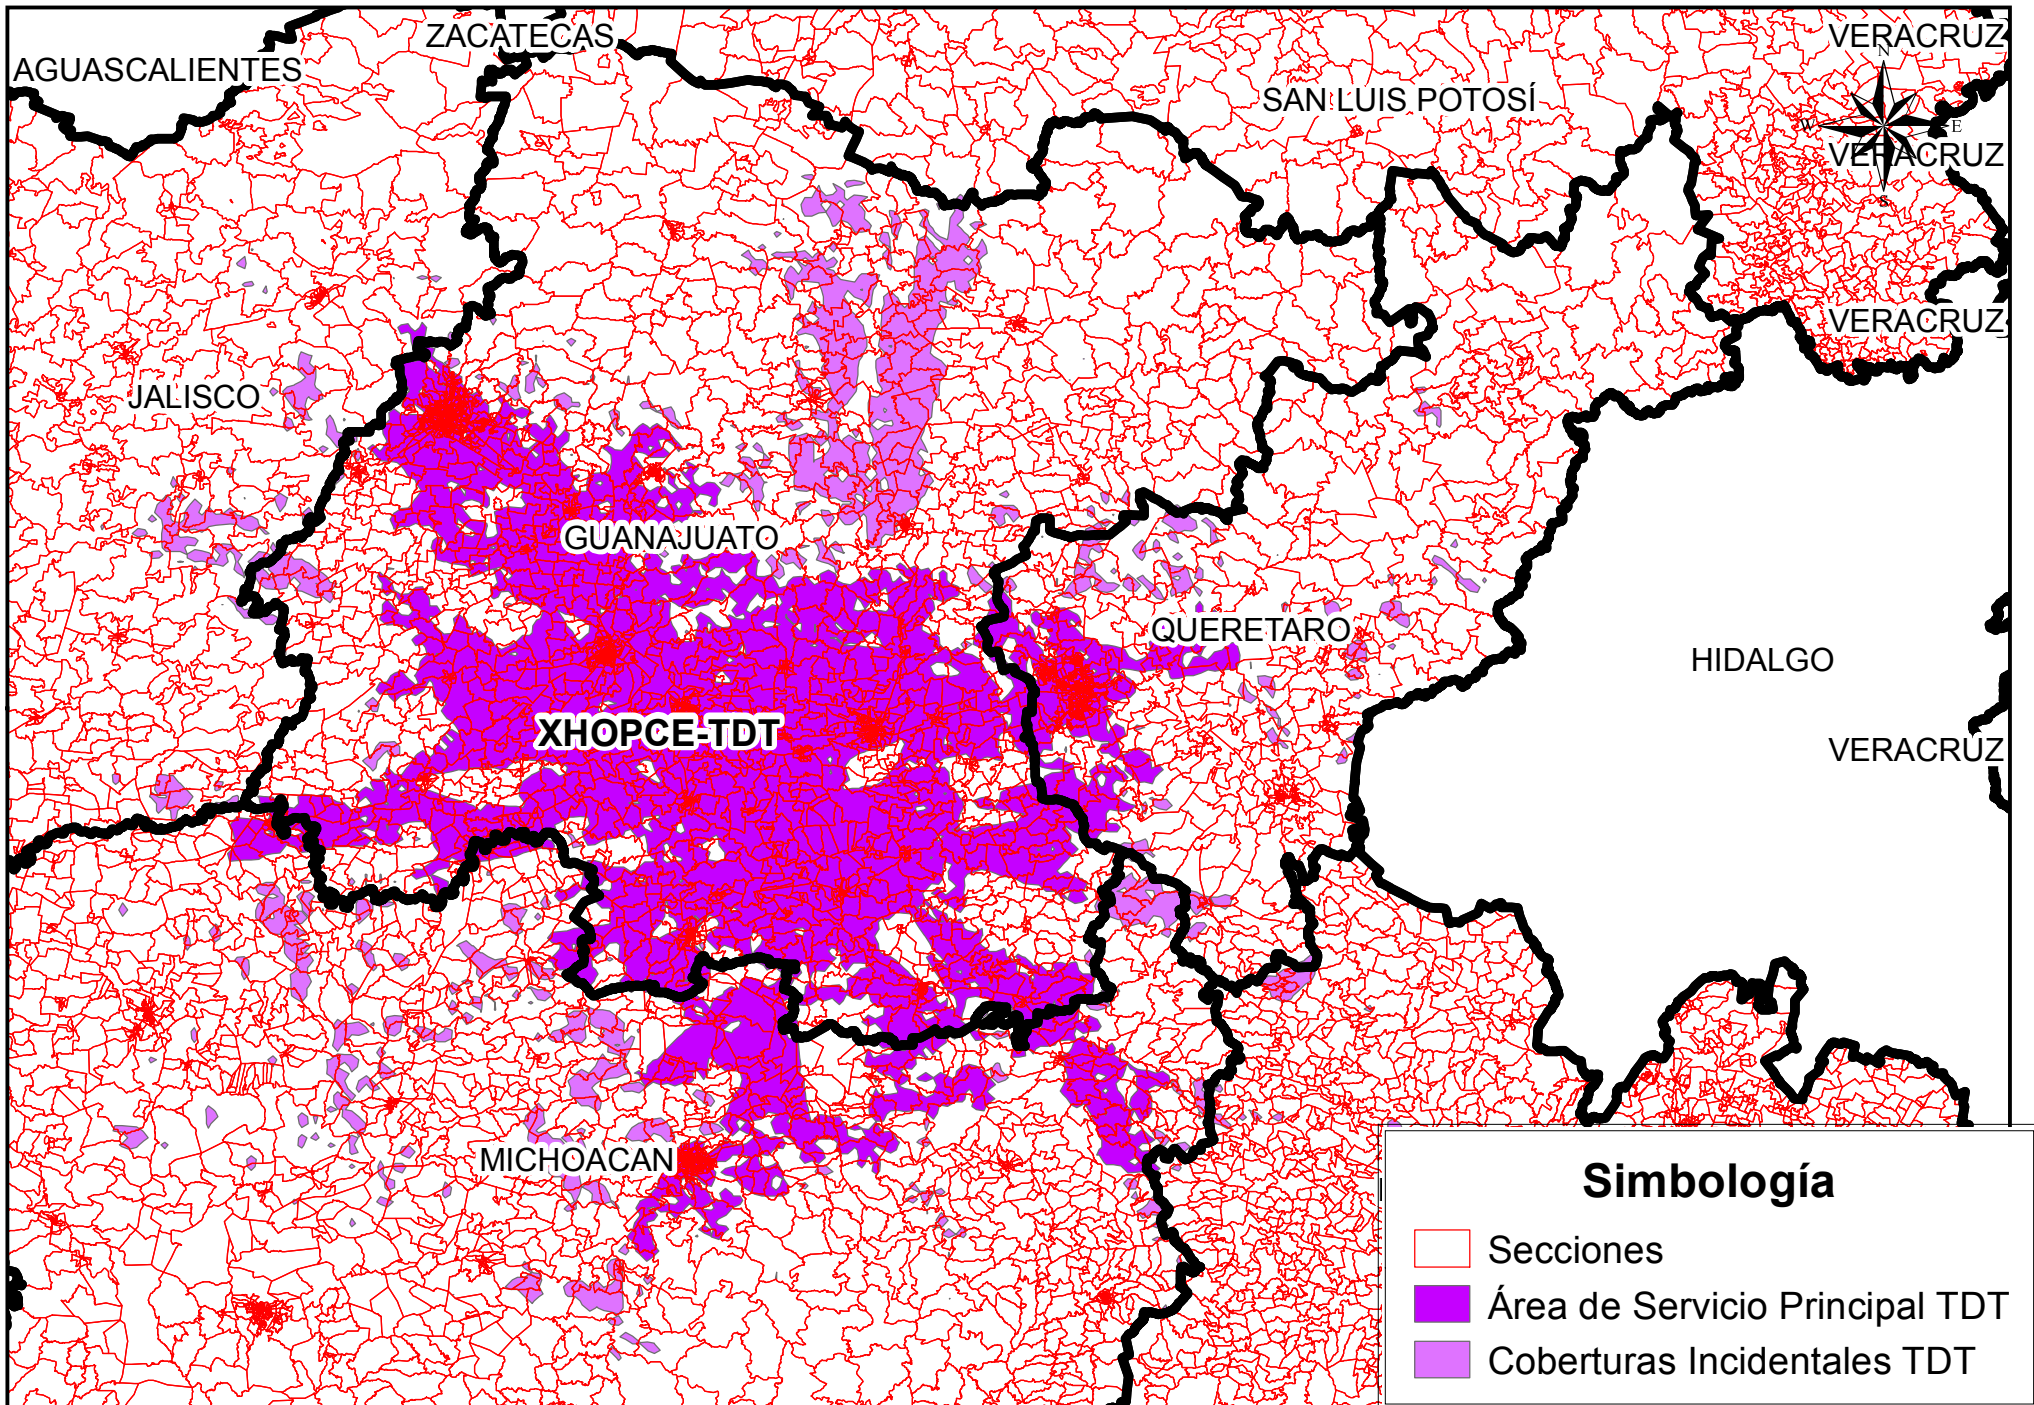 ZACATECAS
VERACRUZ
N
AGUASCALIENTES
SAN LUIS POTOSÍ
W
E
VERACRUZ
S
VERACRUZ
JALISCO
GUANAJUATO
QUERETARO
HIDALGO
XHOPCE-TDT
VERACRUZ
MICHOACAN
Simbología
Secciones
Área de Servicio Principal TDT
Coberturas Incidentales TDT